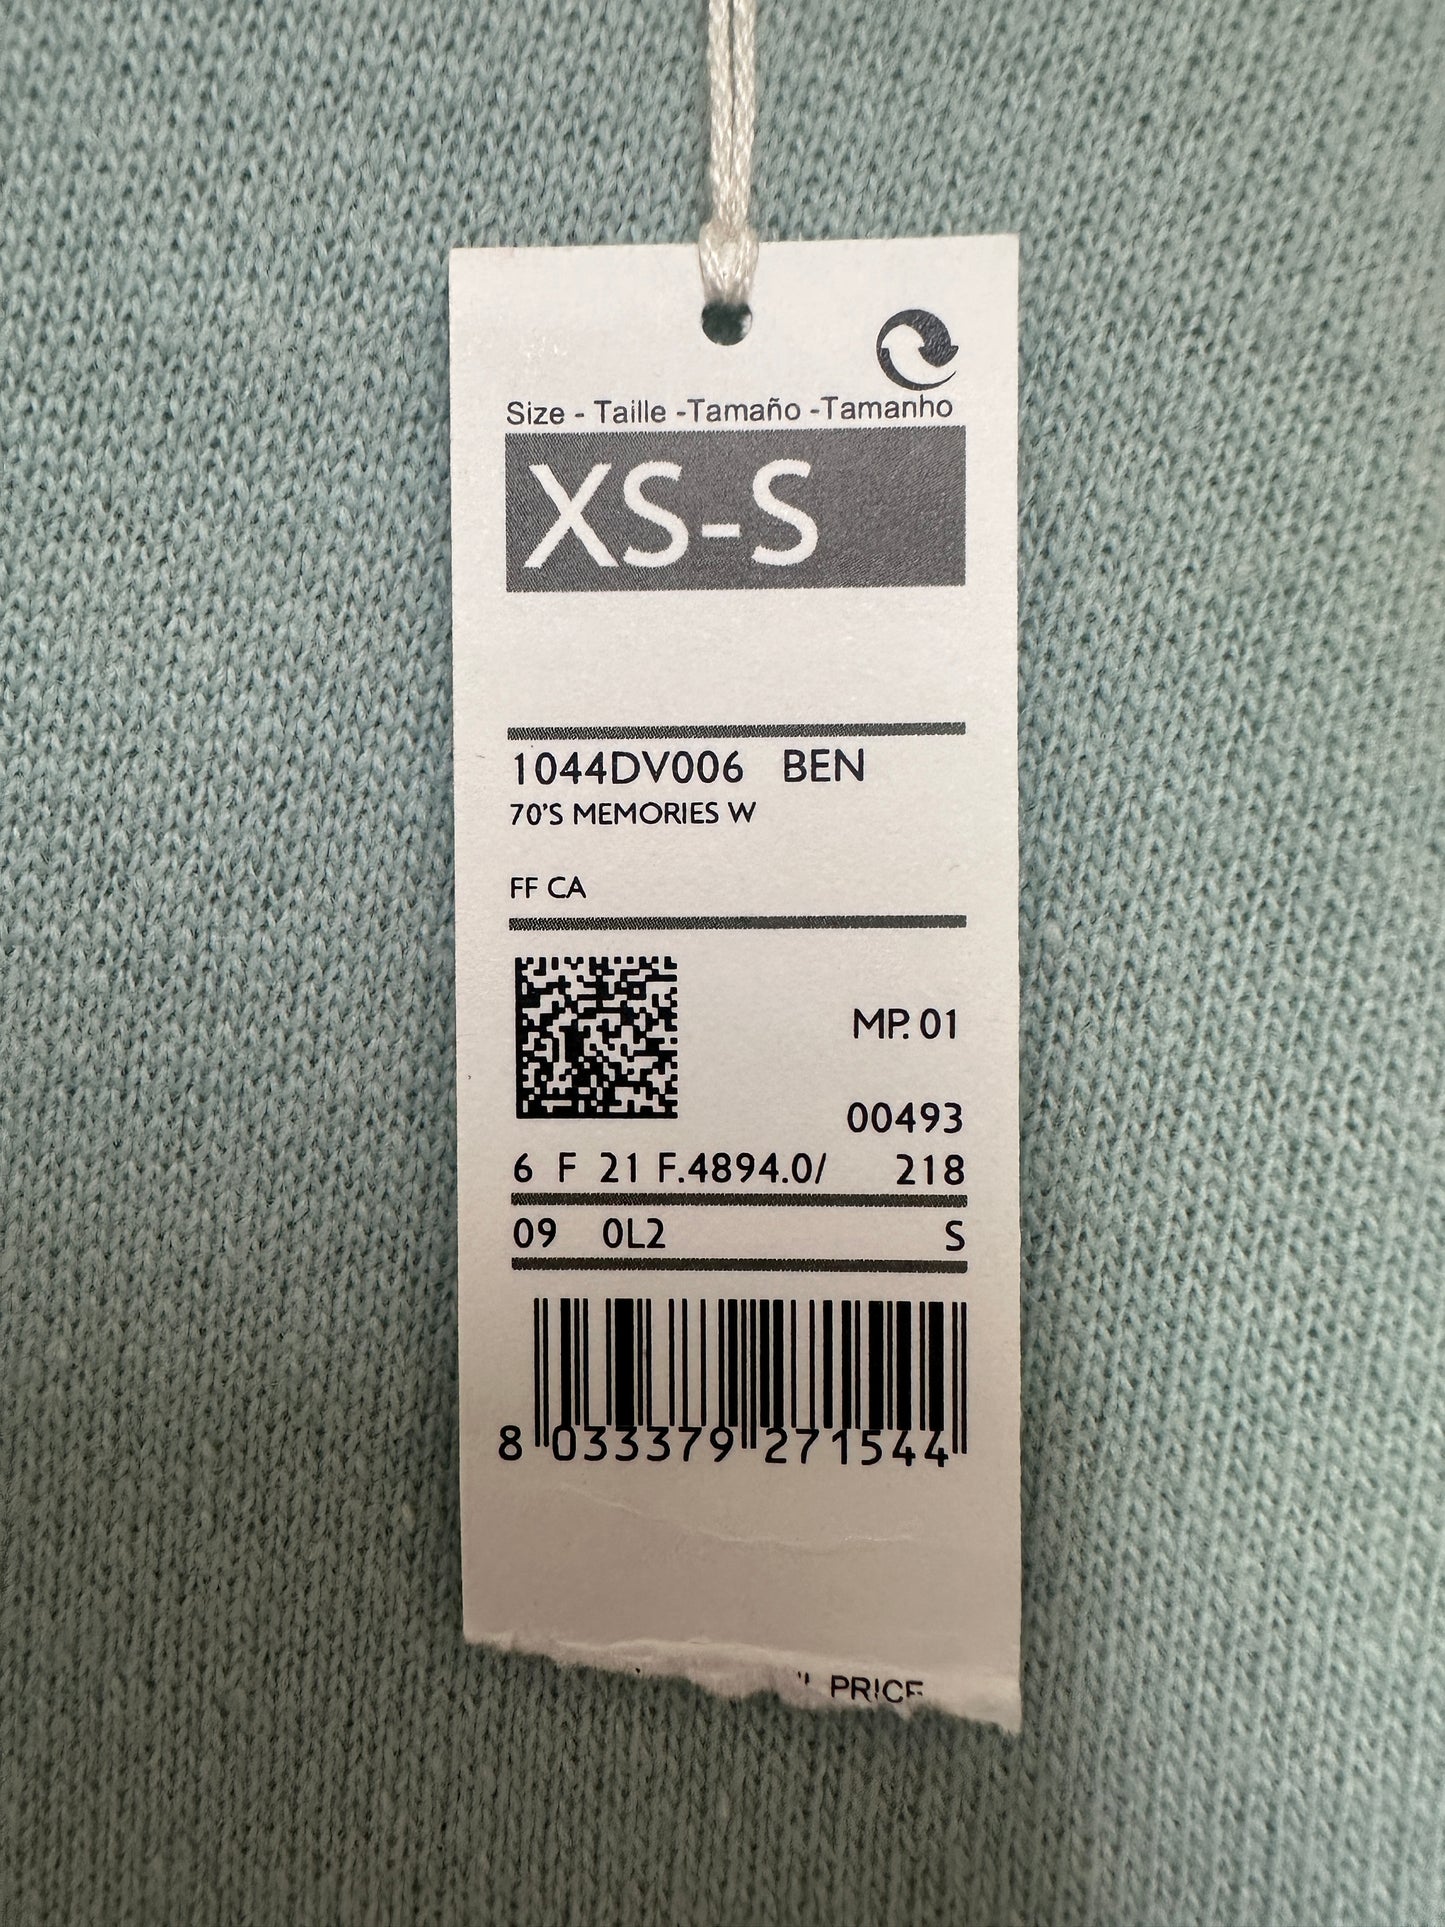 Size - Taille -Tamaño -Tamanho
XS-S
1044DV006 BEN
70'S MEMORIES W
FF CA
MP. 01
00493
6 F 21 F.4894.0/ 218
09 0L2 S
8 033379 271544
PRICE